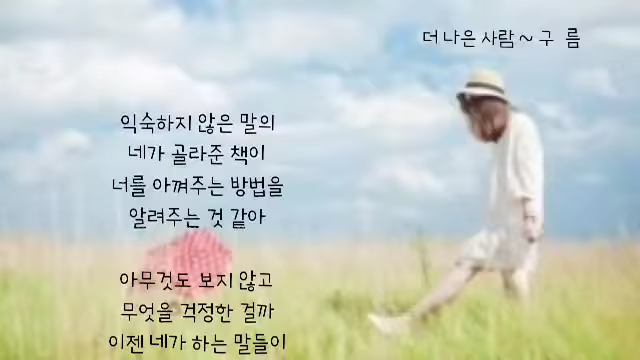 더 나은 사람 ~ 구 름
익숙하지 않은 말의
네가 골라준 책이
너를 아껴주는 방법을
알려주는 것 같아
아무것도 보지 않고
무엇을 걱정한 걸까
이젠 네가 하는 말들이